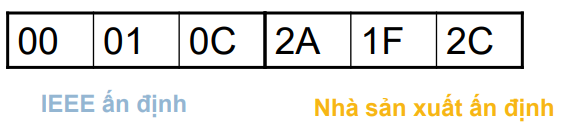 00 01 0C 2A 1F 2C
IEEE ấn định
Nhà sản xuất ấn định